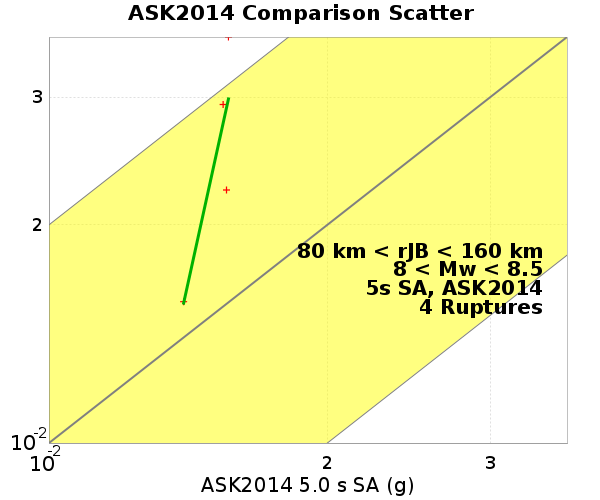 ASK2014 Comparison Scatter
3
2
80 km < rJB < 160 km
8 < Mw < 8.5
5s SA, ASK2014
4 Ruptures
10-2
10-2
2
3
ASK2014 5.0 s SA (g)